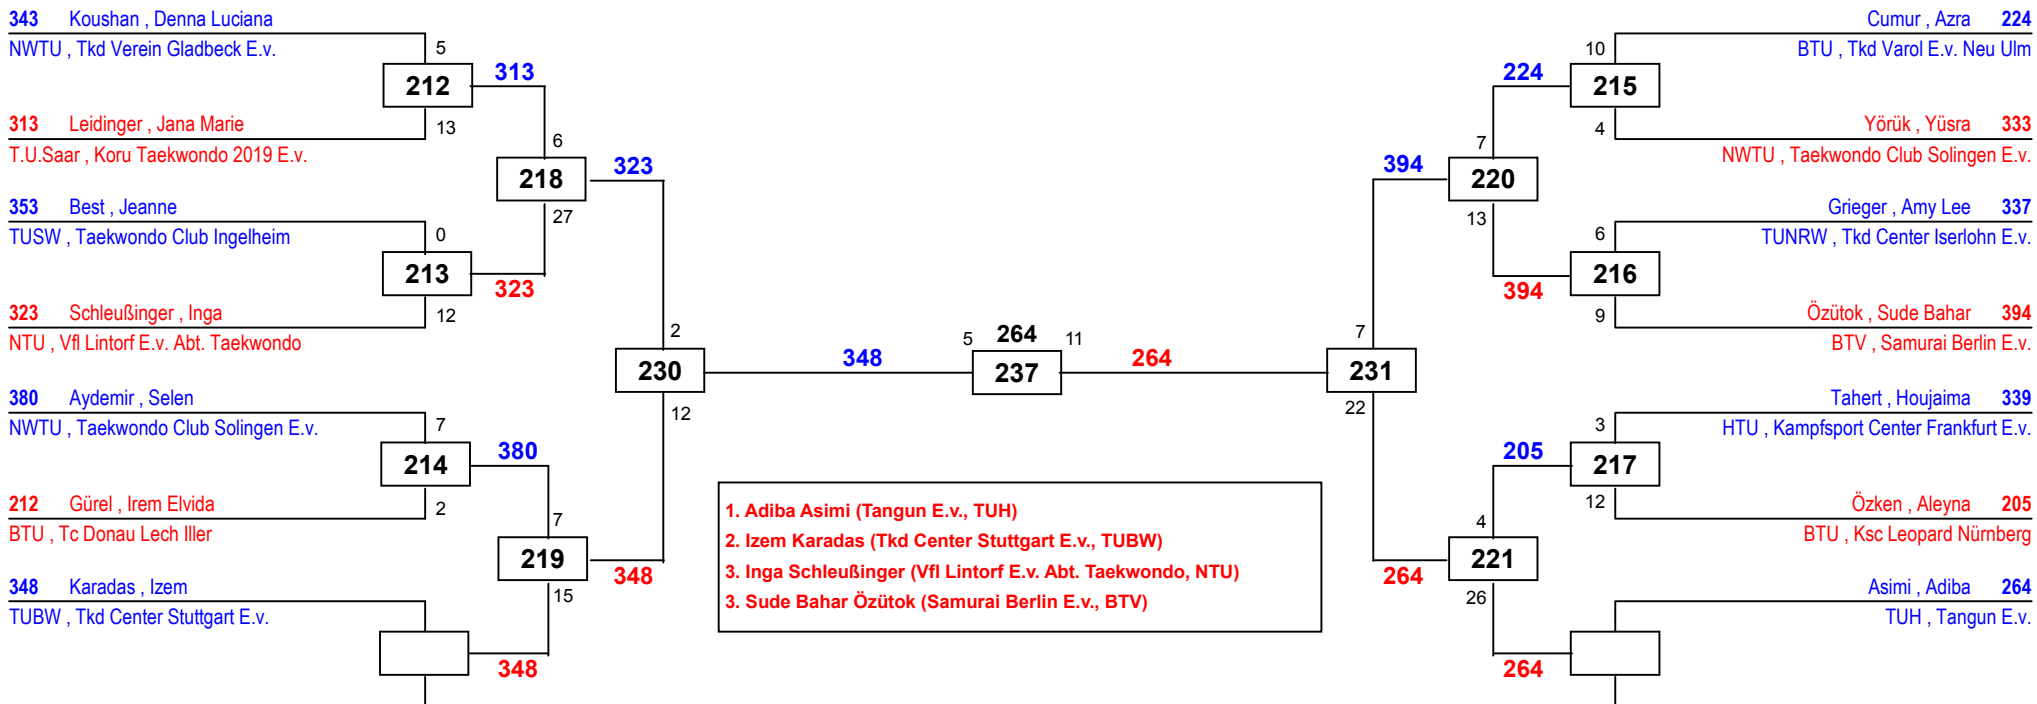 343 Koushan , Denna Luciana
NWTU , Tkd Verein Gladbeck E.v.
5
212
313
13
313 Leidinger , Jana Marie
T.U.Saar , Koru Taekwondo 2019 E.v.
6
218
323
27
353 Best , Jeanne
TUSW , Taekwondo Club Ingelheim
0
213
323
12
323 Schleußinger , Inga
NTU , Vfl Lintorf E.v. Abt. Taekwondo
2
230
348
12
380 Aydemir , Selen
NWTU , Taekwondo Club Solingen E.v.
7
214
380
2
212 Gürel , Irem Elvida
BTU , Tc Donau Lech Iller
7
219
348
15
348 Karadas , Izem
TUBW , Tkd Center Stuttgart E.v.
348
5 264 11
237
264
1. Adiba Asimi (Tangun E.v., TUH)
2. Izem Karadas (Tkd Center Stuttgart E.v., TUBW)
3. Inga Schleußinger (Vfl Lintorf E.v. Abt. Taekwondo, NTU)
3. Sude Bahar Özütok (Samurai Berlin E.v., BTV)
Cumur , Azra 224
BTU , Tkd Varol E.v. Neu Ulm
10
224
215
4
Yörük , Yüsra 333
NWTU , Taekwondo Club Solingen E.v.
7
394
220
13
Grieger , Amy Lee 337
TUNRW , Tkd Center Iserlohn E.v.
6
216
394
9
Özütok , Sude Bahar 394
BTV , Samurai Berlin E.v.
7
231
22
Tahert , Houjaima 339
HTU , Kampfsport Center Frankfurt E.v.
3
205
217
12
Özken , Aleyna 205
BTU , Ksc Leopard Nürnberg
4
221
264
26
Asimi , Adiba 264
TUH , Tangun E.v.
264